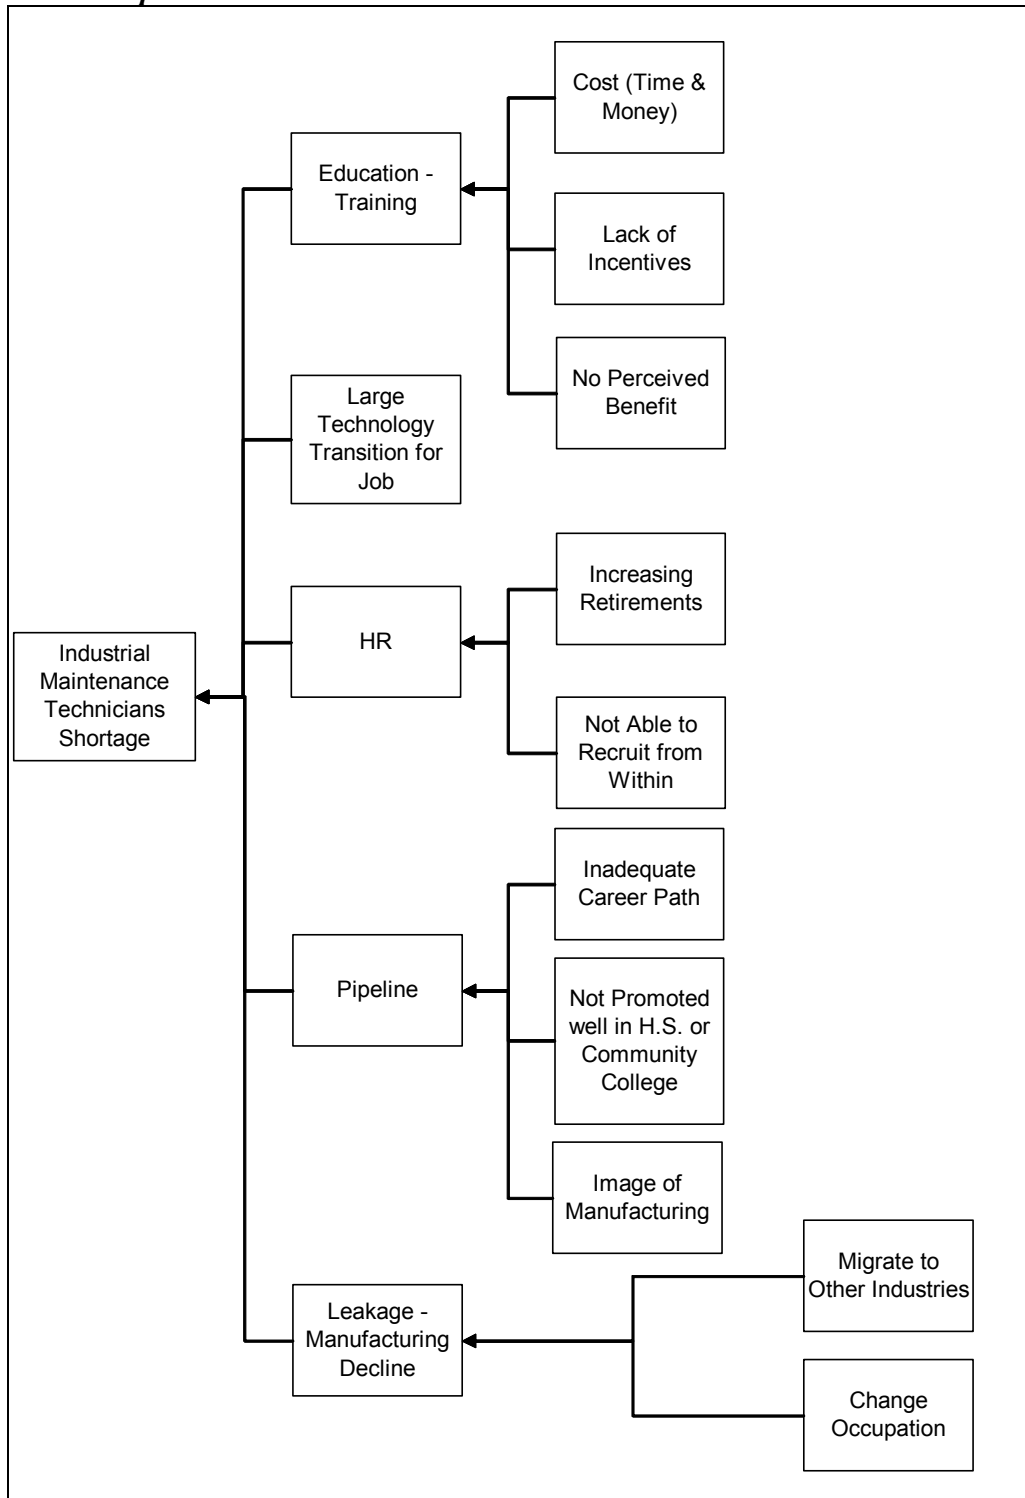 Cost (Time &
Money)
Education -
Training
Lack of
Incentives
No Perceived
Benefit
Large
Technology
Transition for
Job
Increasing
Retirements
HR
Industrial
Maintenance
Technicians
Shortage
Not Able to
Recruit from
Within
Inadequate
Career Path
Pipeline
Not Promoted
well in H.S. or
Community
College
Image of
Manufacturing
Migrate to
Other Industries
Leakage -
Manufacturing
Decline
Change
Occupation